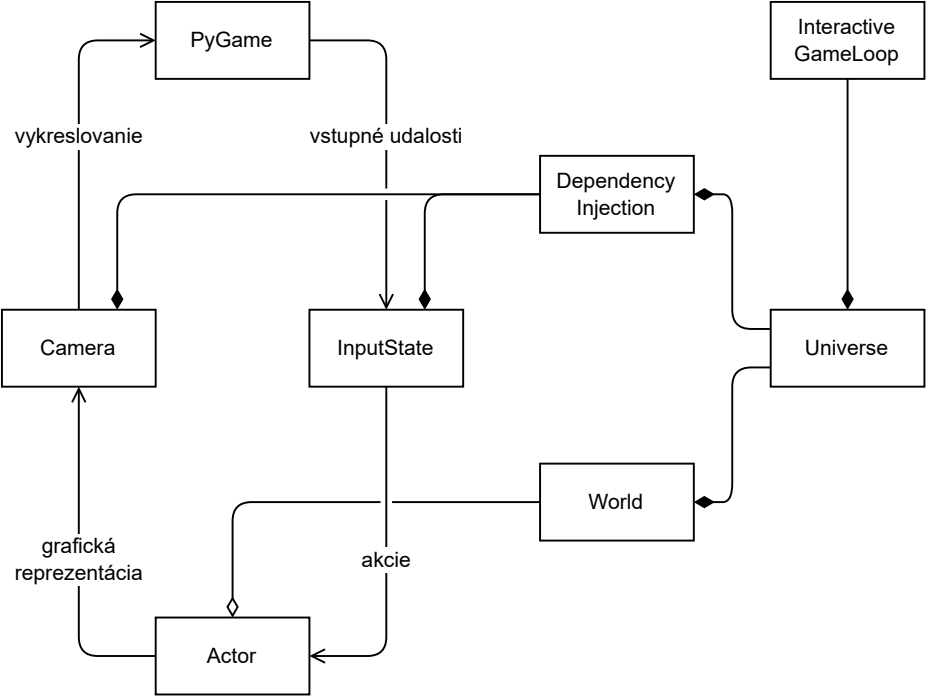 PyGame
Interactive
GameLoop
vykreslovanie
vstupné udalosti
Dependency
Injection
Camera
InputState
Universe
World
grafická
reprezentácia
akcie
Actor